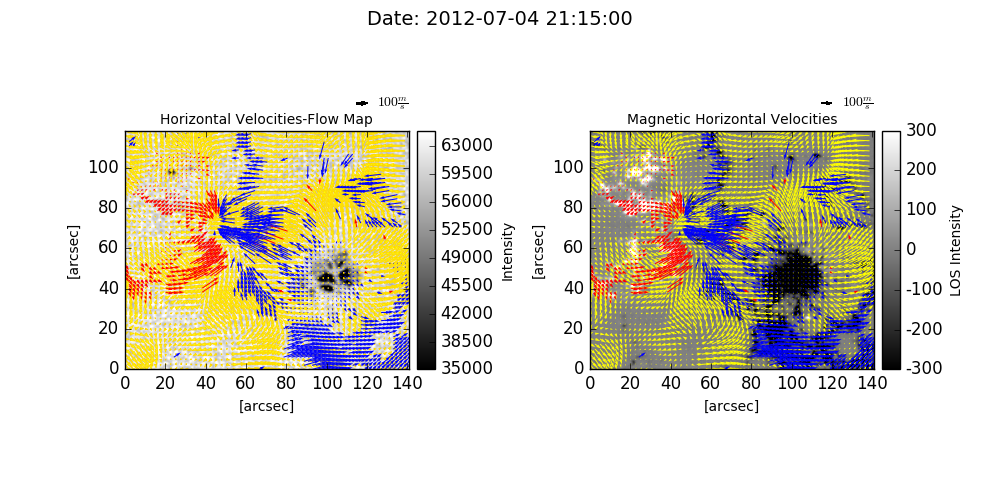 Date: 2012-07-04 21:15:00
100 m/s
Horizontal Velocities-Flow Map
100
80
60
40
20
0
0 20 40 60 80 100 120 140
[arcsec]
[arcsec]
63000
59500
56000
52500
49000
45500
42000
38500
35000
Intensity
100 m/s
Magnetic Horizontal Velocities
100
80
60
40
20
0
0 20 40 60 80 100 120 140
[arcsec]
[arcsec]
300
200
100
0
-100
-200
-300
LOS Intensity